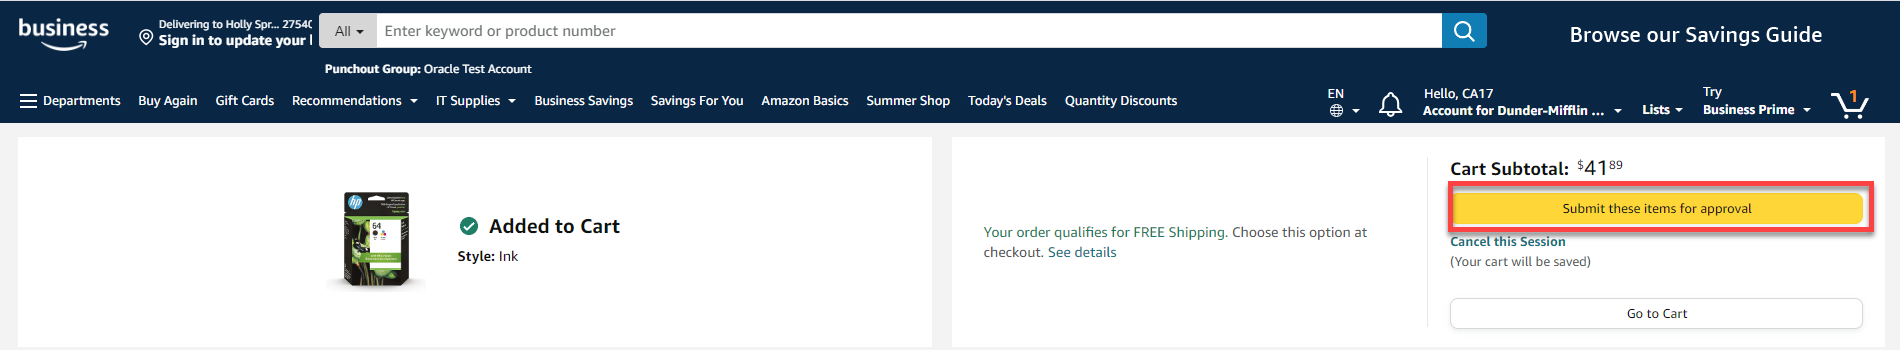 business
Delivering to Holly Spr... 27540
Sign in to update your l
All
Enter keyword or product number
Browse our Savings Guide
Punchout Group: Oracle Test Account
Departments Buy Again Gift Cards Recommendations IT Supplies Business Savings Savings For You Amazon Basics Summer Shop Today's Deals Quantity Discounts
EN
Hello, CA17
Account for Dunder-Mifflin ...
Lists
Try
Business Prime
1
hp
64
Added to Cart
Style: Ink
Your order qualifies for FREE Shipping. Choose this option at
checkout. See details
Cart Subtotal: $41 89
Submit these items for approval
Cancel this Session
(Your cart will be saved)
Go to Cart